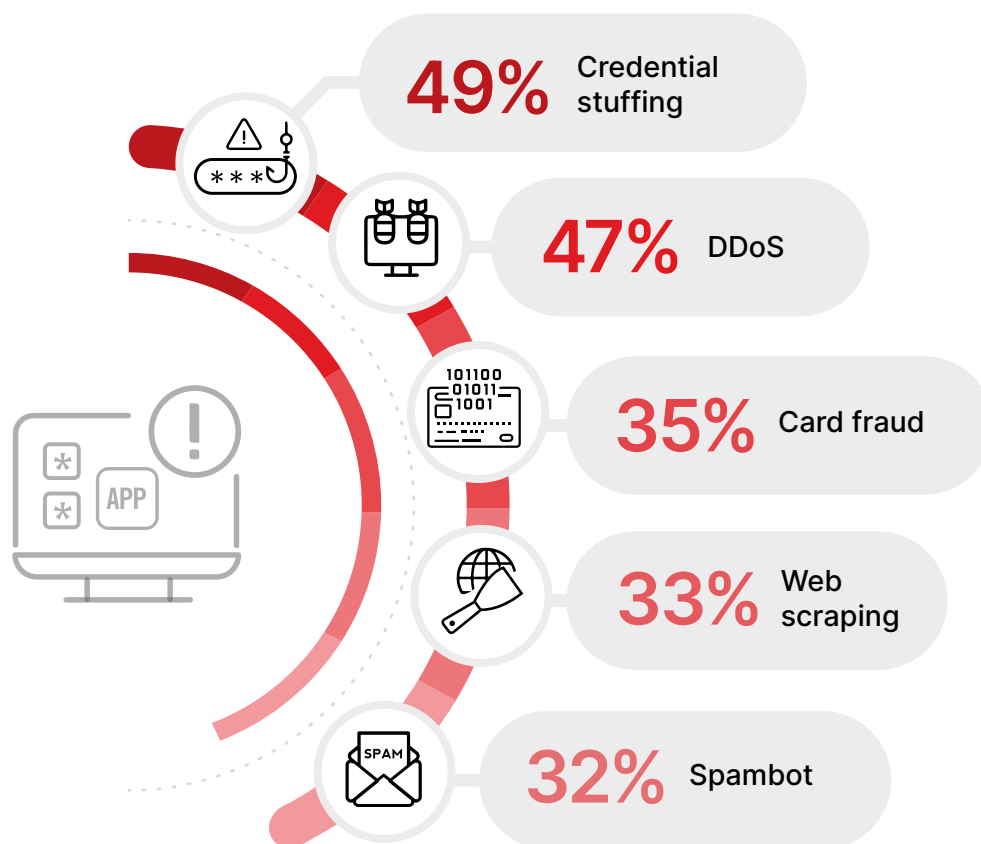 49%
Credential
stuffing
***
47%
DDoS
101100
01011
1001
35%
Card fraud
*
*
APP
!
33%
Web
scraping
SPAM
32%
Spambot